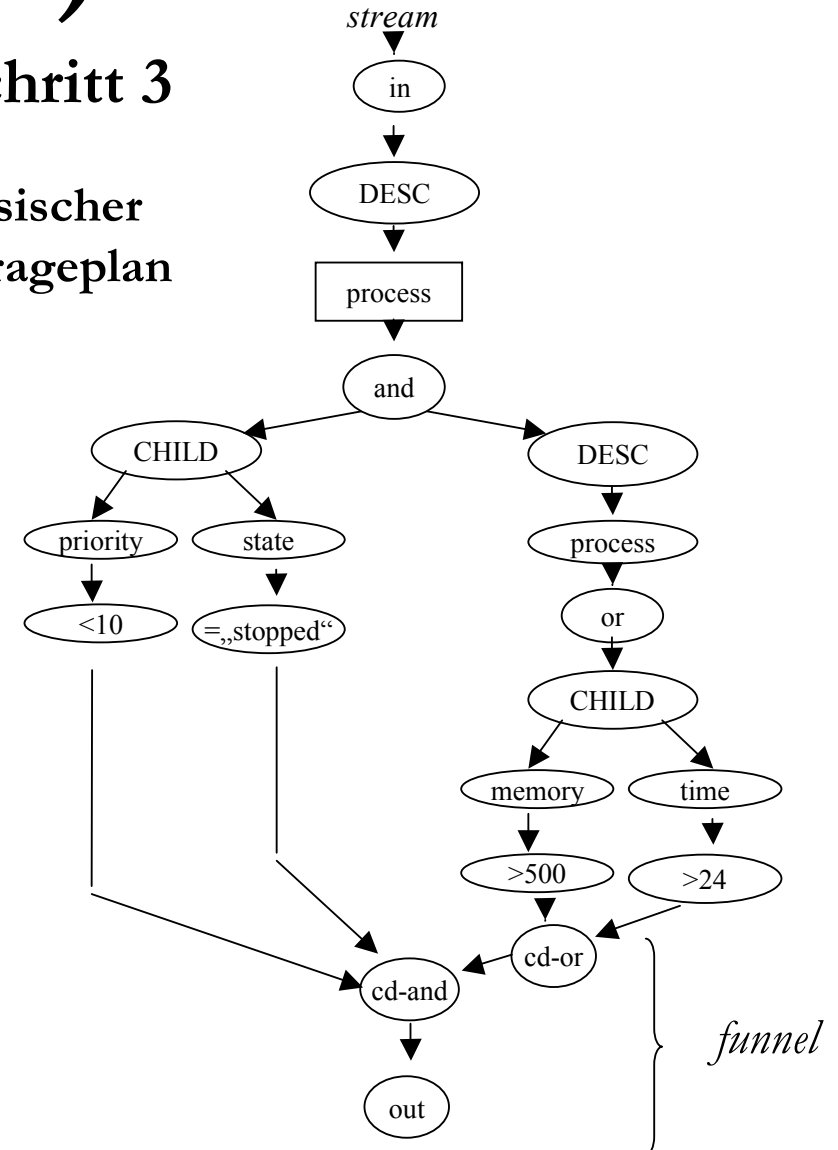 stream
hritt 3
in
sischer
DESC
rageplan
process
and
CHILD
DESC
priority
state
process
<10
=„stopped“
or
CHILD
memory
time
>500
>24
cd-or
cd-and
funnel
out